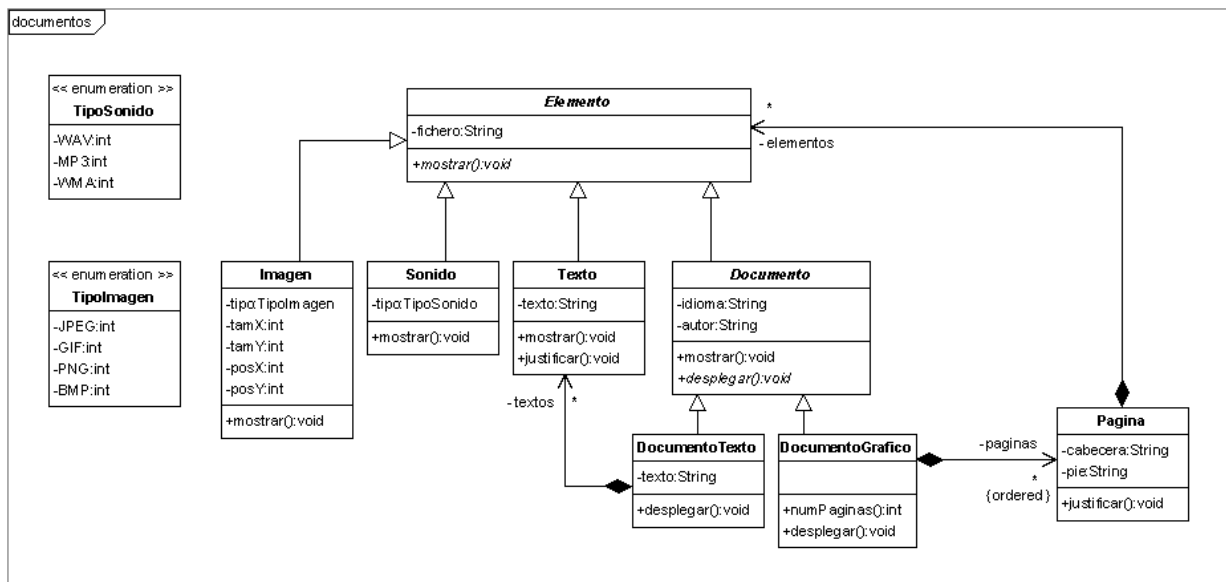 documentos
<< enumeration >>
TipoSonido
-WAV:int
-MP3:int
-WMA:int
<< enumeration >>
TipoImagen
-JPEG:int
-GIF:int
-PNG:int
-BMP:int
Elemento
-fichero:String
+mostrar():void
*
-elementos
Imagen
-tipo:TipoImagen
-tamX:int
-tamY:int
-posX:int
-posY:int
+mostrar():void
Sonido
-tipo:TipoSonido
+mostrar():void
Texto
-texto:String
+mostrar():void
+justificar():void
Documento
-idioma:String
-autor:String
+mostrar():void
+desplegar():void
-textos
*
DocumentoTexto
-texto:String
+desplegar():void
DocumentoGrafico
+numPaginas():int
+desplegar():void
-paginas
*
{ordered}
Pagina
-cabecera:String
-pie:String
+justificar():void